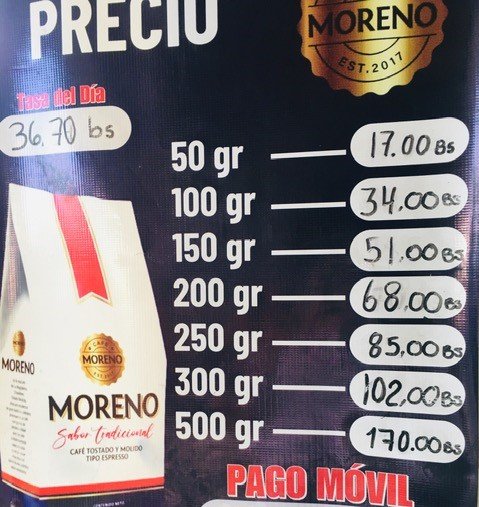 PRECIO
MORENO
EST. 2017
Tasa del Día
36.70 bs
50 gr 17.00 Bs
100 gr 34.00 Bs
150 gr 51.00 Bs
200 gr 68.00 Bs
250 gr 85.00 Bs
300 gr 102.00 Bs
500 gr 170.00 Bs
MORENO
CAFÉ
MORENO
MORENO
Sabor Tradicional
CAFÉ TOSTADO Y MOLIDO
TIPO ESPRESSO
PAGO MÓVIL